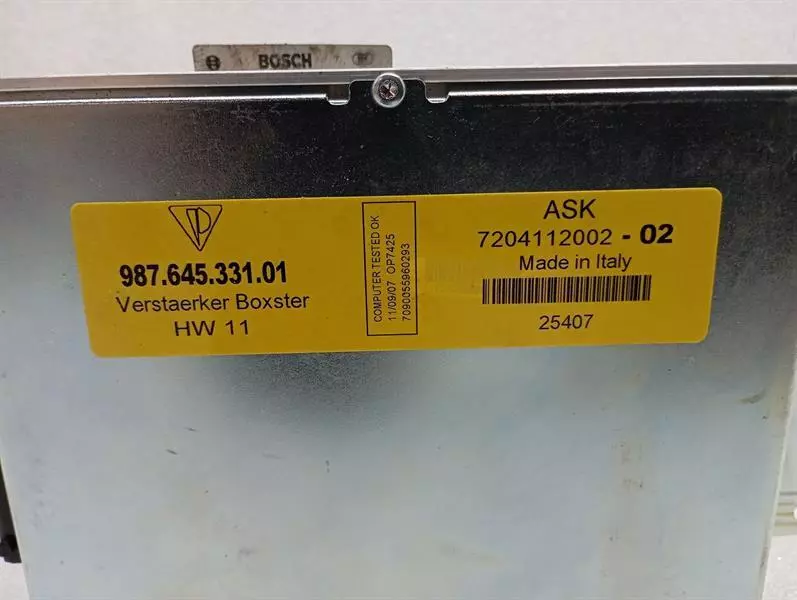 BOSCH
987.645.331.01
Verstaerker Boxster
HW 11
COMPUTER TESTED OK
11/09/07 OP7425
7090055960293
ASK
7204112002 - 02
Made in Italy
25407